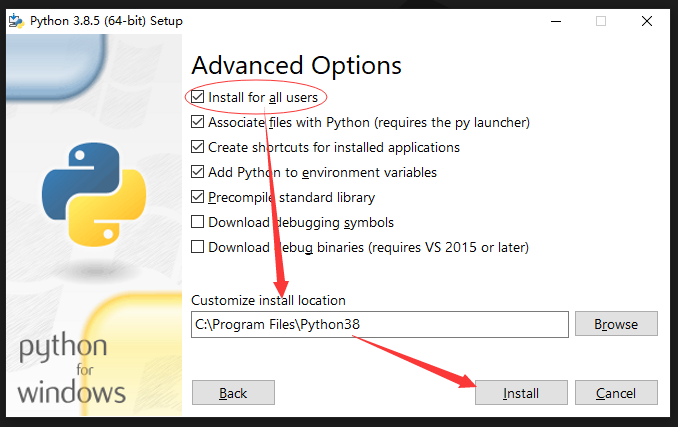 Python 3.8.5 (64-bit) Setup
Advanced Options
Install for all users
Associate files with Python (requires the py launcher)
Create shortcuts for installed applications
Add Python to environment variables
Precompile standard library
Download debugging symbols
Download debug binaries (requires VS 2015 or later)
Customize install location
C:\Program Files\Python38
Browse
python
for
windows
Back
Install
Cancel